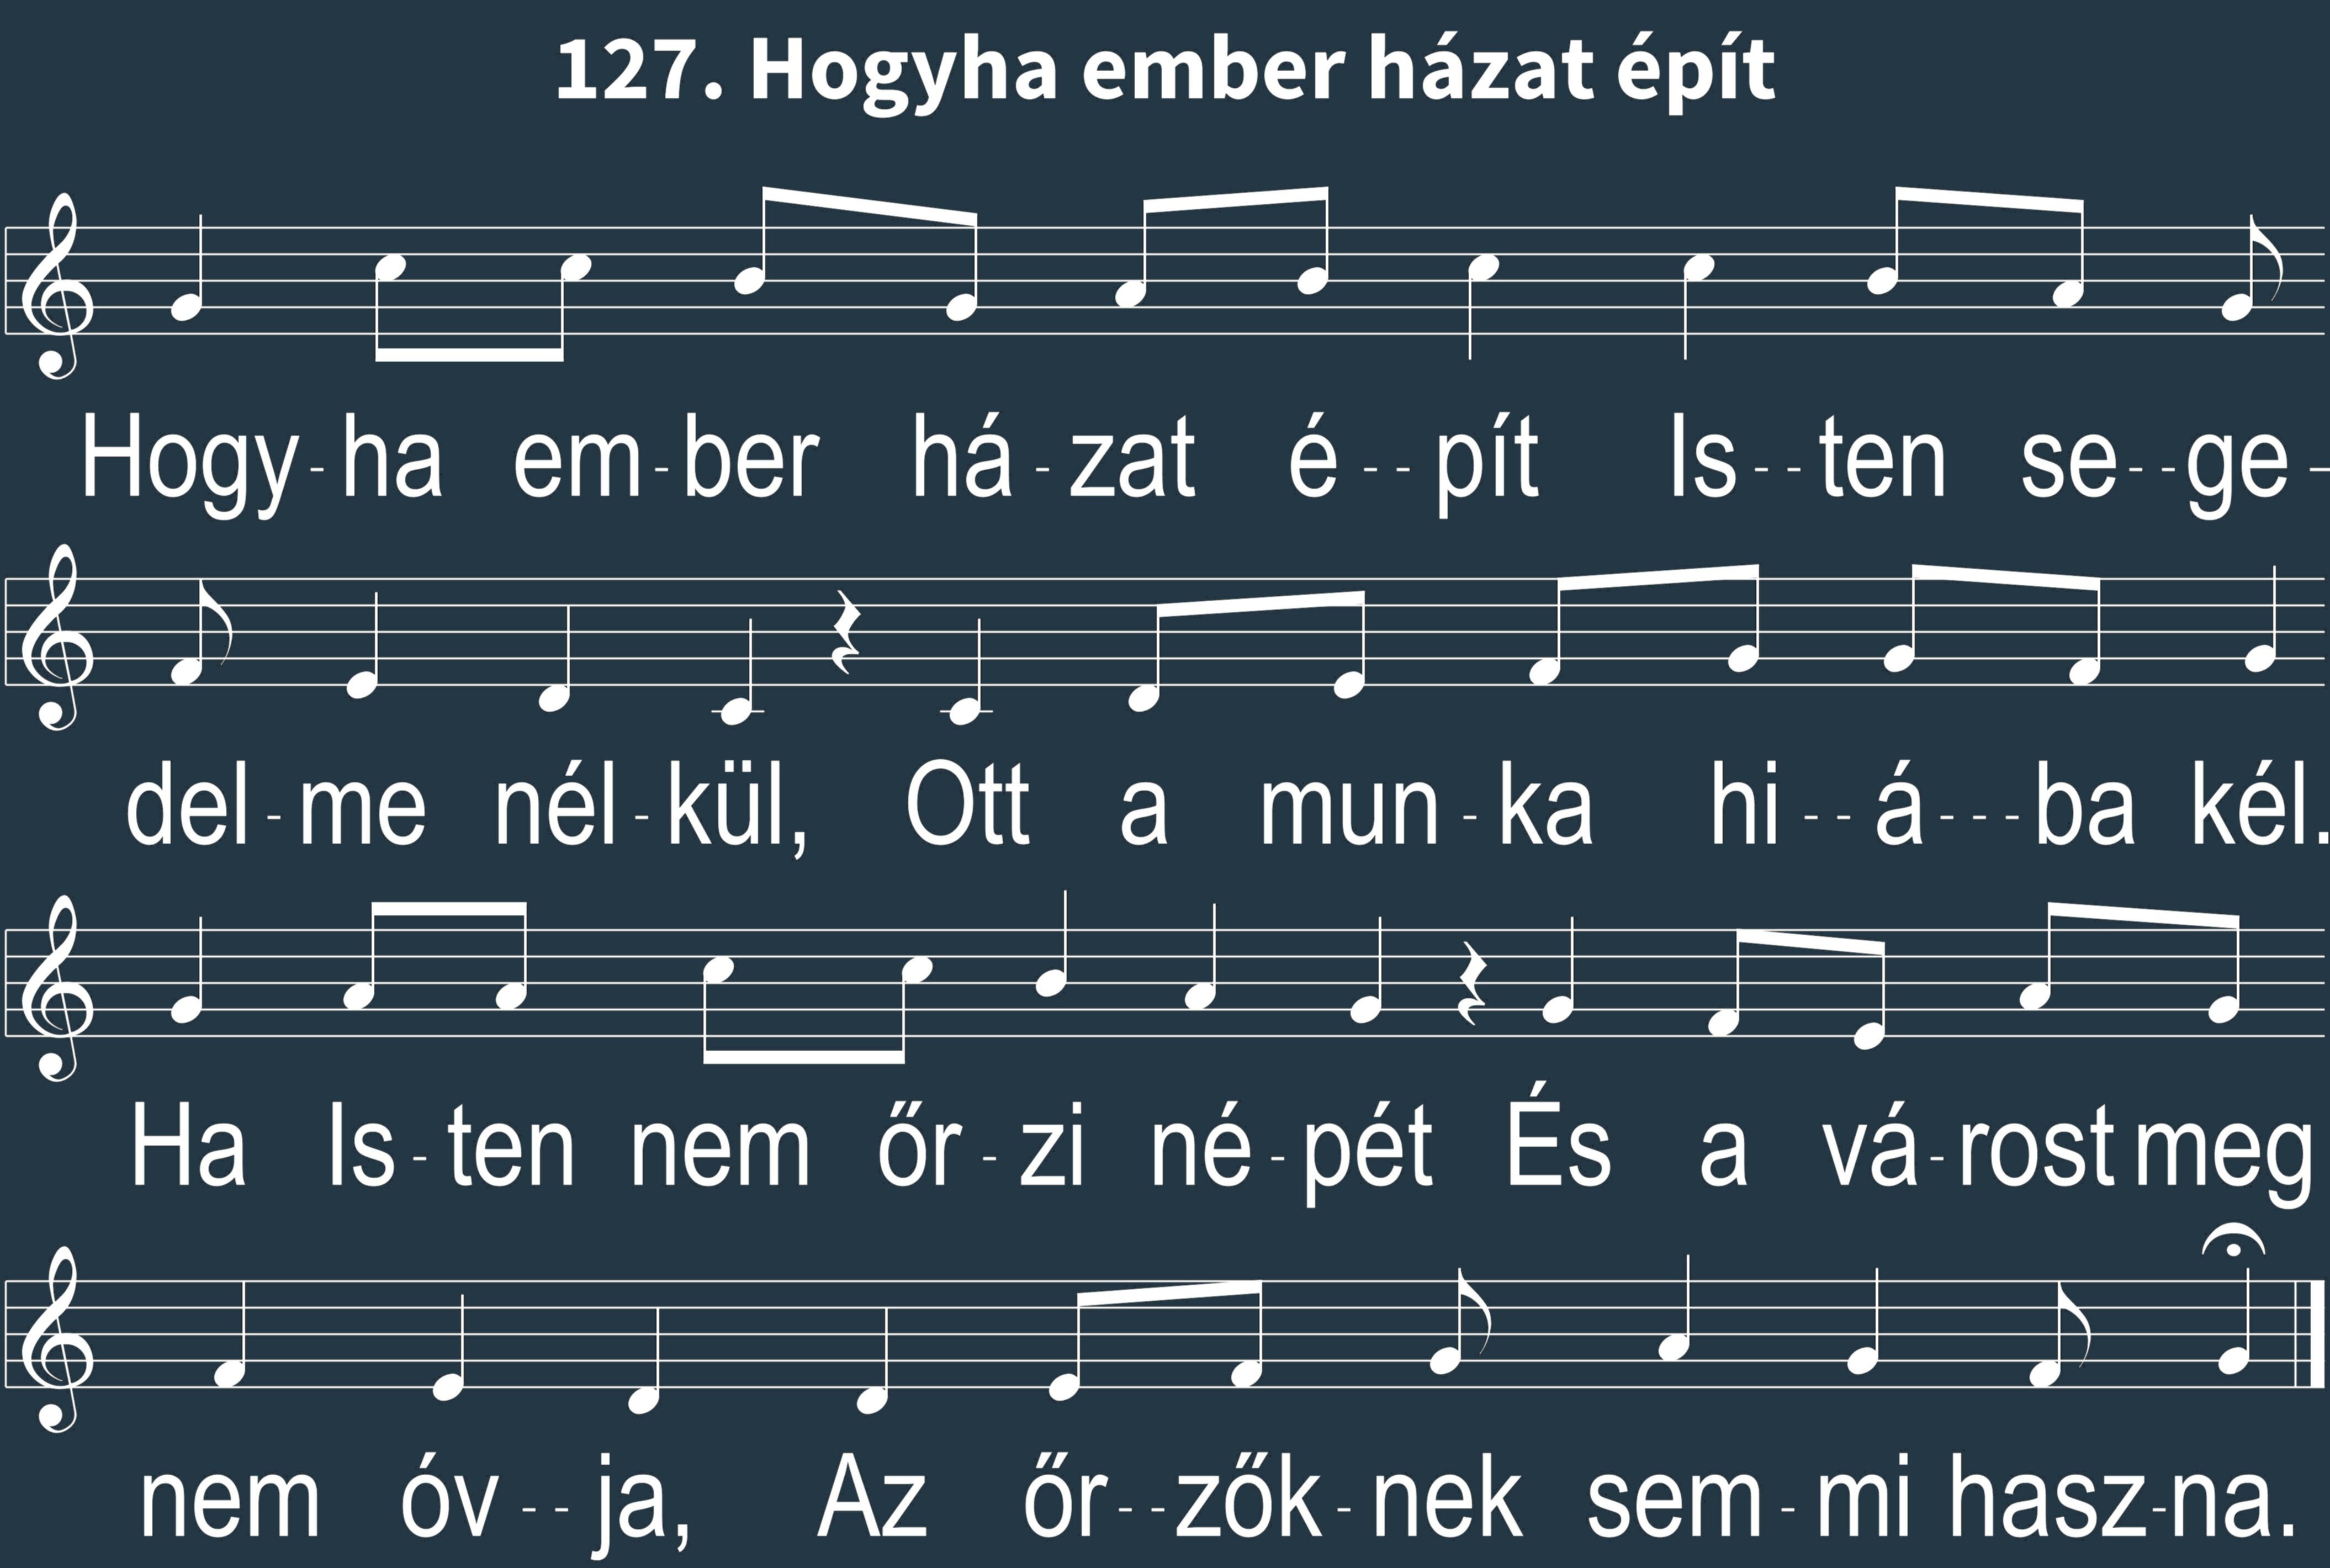 127. Hogyha ember házat épít
Hogy-ha em-ber há-zat é--pít Is--ten se--ge-
del-me nél-kül, Ott a mun-ka hi--á---ba kél.
Ha Is-ten nem őr-zi né-pét És a vá-rost meg
nem óv--ja, Az őr--zők-nek sem-mi hasz-na.